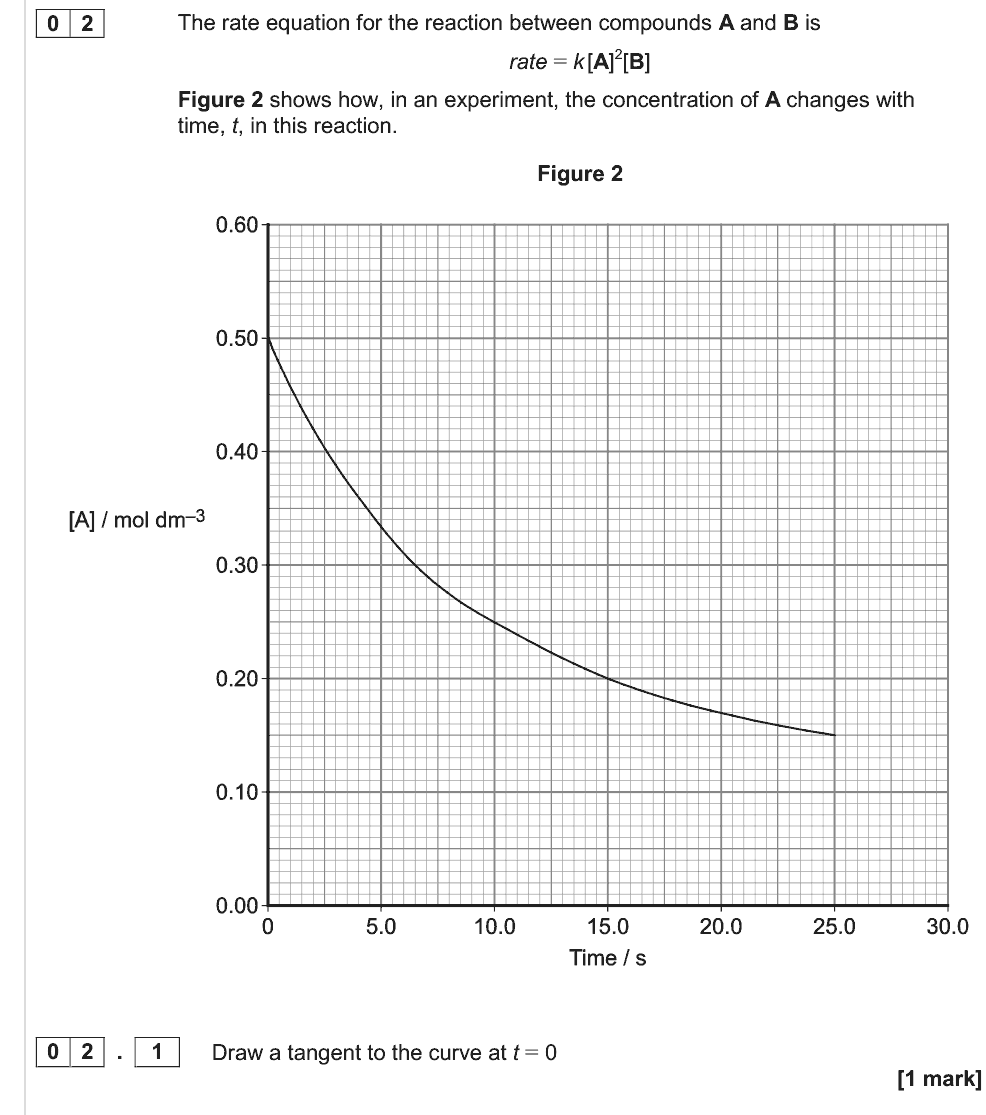 0 2 The rate equation for the reaction between compounds A and B is
rate = k[A]²[B]
Figure 2 shows how, in an experiment, the concentration of A changes with
time, t, in this reaction.
Figure 2
0.60
0.50
0.40
[A] / mol dm–3
0.30
0.20
0.10
0.00
0 5.0 10.0 15.0 20.0 25.0 30.0
Time / s
0 2 . 1 Draw a tangent to the curve at t = 0
[1 mark]